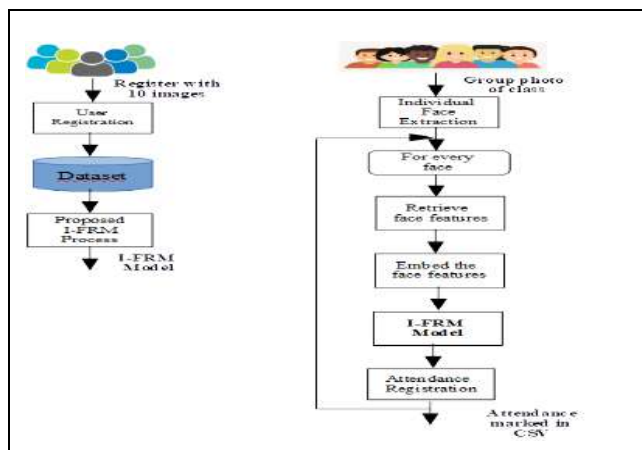 Register with
10 images
User
Registration
Dataset
Proposed
I-FRM
Process
I-FRM
Model
Group photo
of class
Individual
Face
Extraction
For every
face
Retrieve
face features
Embed the
face features
I-FRM
Model
Attendance
Registration
Attendance
marked in
CSV